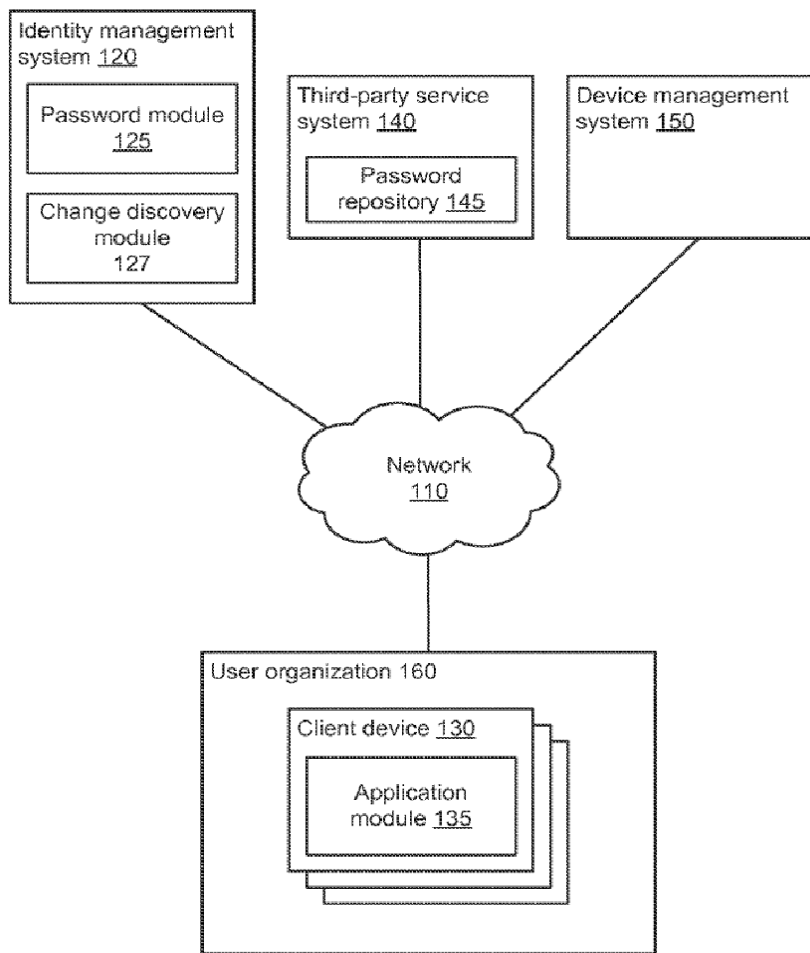 Identity management
system 120
Password module
125
Change discovery
module
127
Third-party service
system 140
Password
repository 145
Device management
system 150
Network
110
User organization 160
Client device 130
Application
module 135